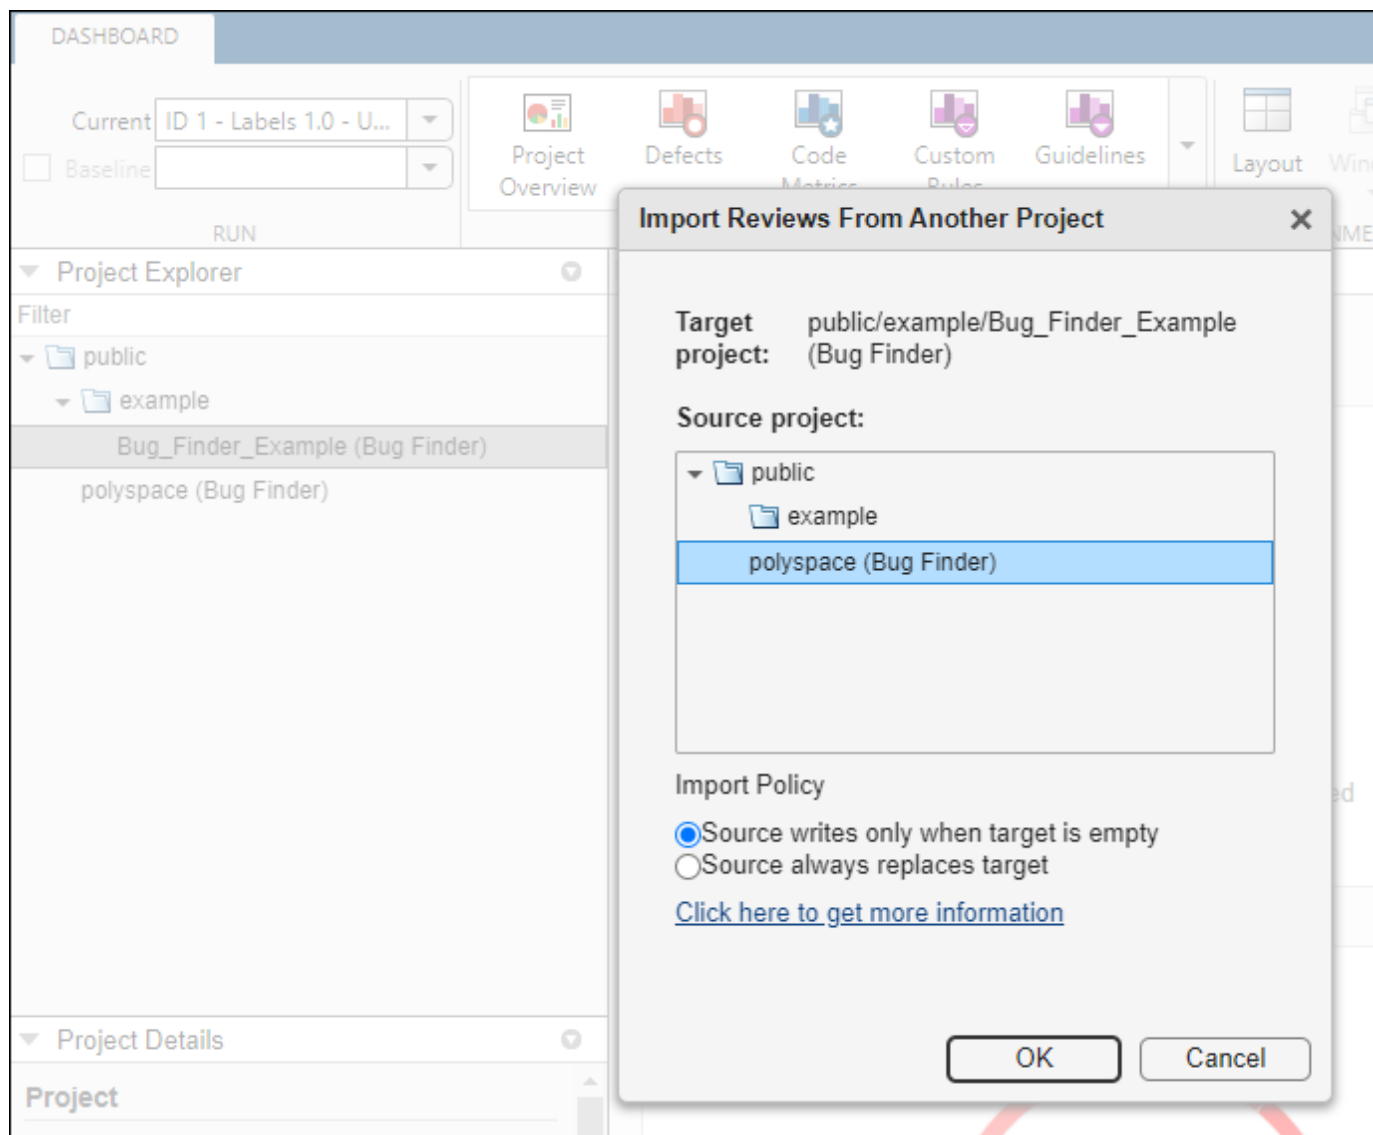 DASHBOARD
Current ID 1 - Labels 1.0 - U...
Baseline
RUN
Project
Overview
Defects
Code
Metrics
Custom
Rules
Guidelines
Layout
Project Explorer
Filter
public
example
Bug_Finder_Example (Bug Finder)
polyspace (Bug Finder)
Project Details
Project
Import Reviews From Another Project
Target public/example/Bug_Finder_Example
project: (Bug Finder)
Source project:
public
example
polyspace (Bug Finder)
Import Policy
Source writes only when target is empty
Source always replaces target
Click here to get more information
OK Cancel